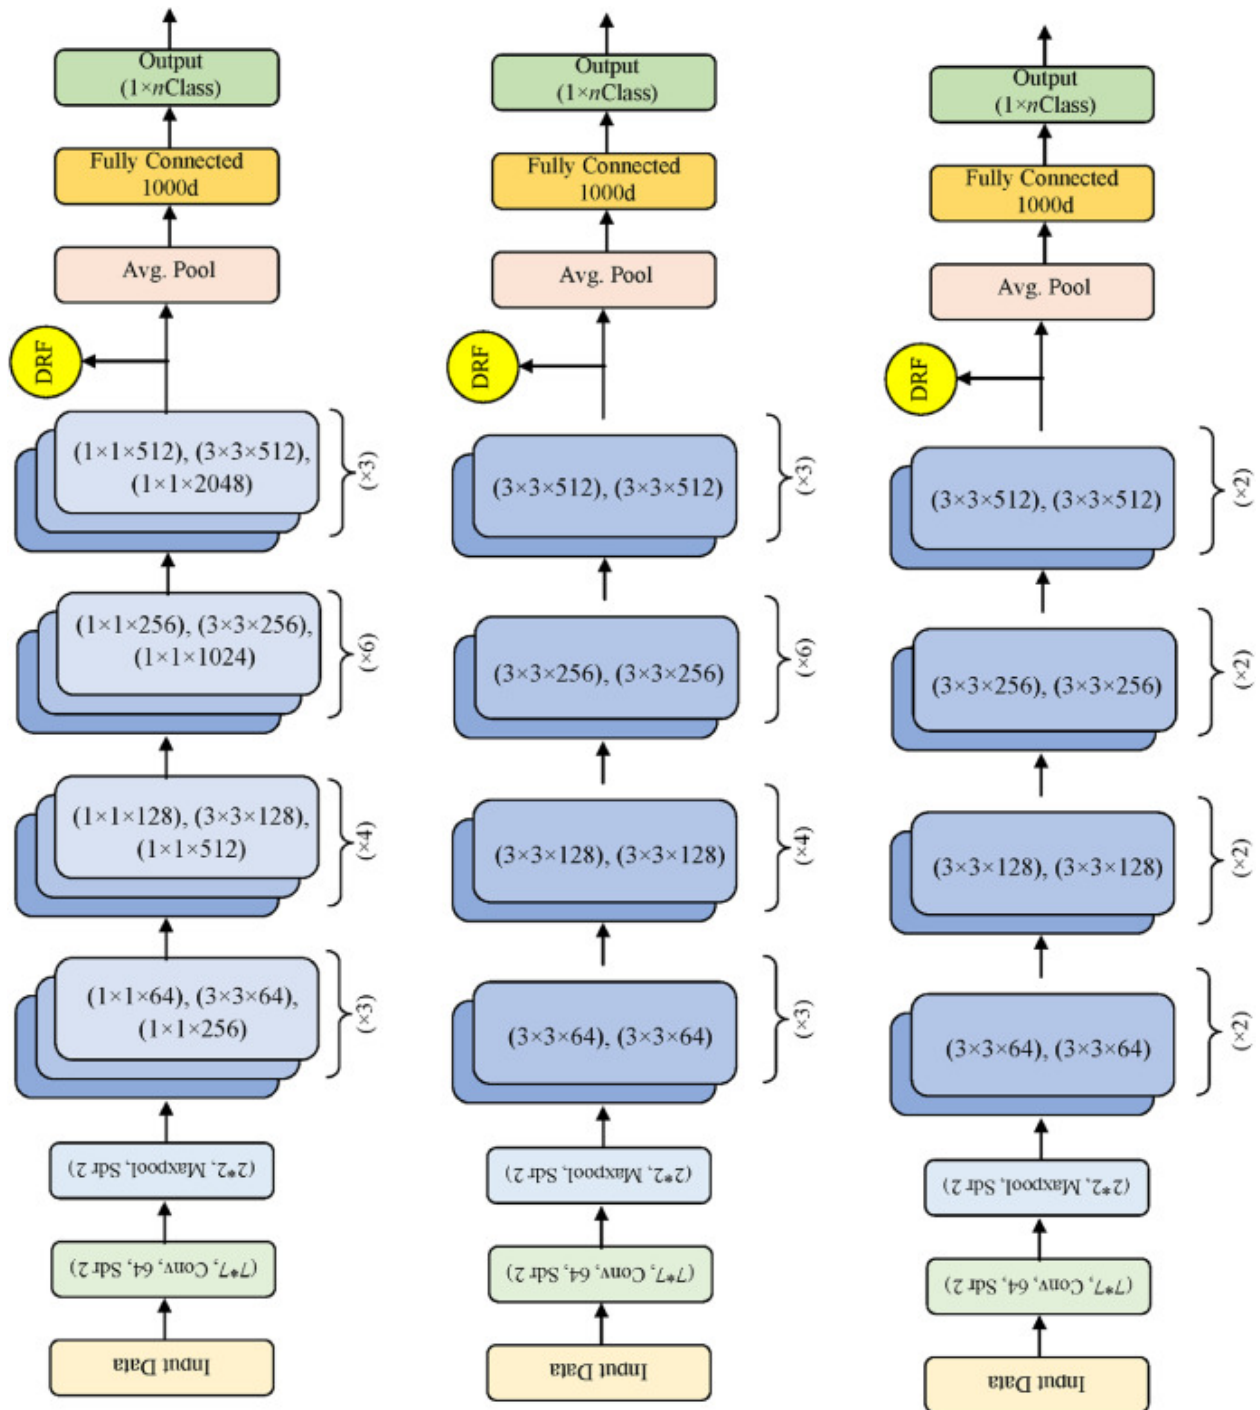 Output
(1×nClass)
Fully Connected
1000d
Avg. Pool
DRF
(1×1×512), (3×3×512),
(1×1×2048)
(×3)
(1×1×256), (3×3×256),
(1×1×1024)
(×6)
(1×1×128), (3×3×128),
(1×1×512)
(×4)
(1×1×64), (3×3×64),
(1×1×256)
(×3)
(2*2, Maxpool, Sdr 2)
(7*7, Conv, 64, Sdr 2)
Input Data
Output
(1×nClass)
Fully Connected
1000d
Avg. Pool
DRF
(3×3×512), (3×3×512)
(×3)
(3×3×256), (3×3×256)
(×6)
(3×3×128), (3×3×128)
(×4)
(3×3×64), (3×3×64)
(×3)
(2*2, Maxpool, Sdr 2)
(7*7, Conv, 64, Sdr 2)
Input Data
Output
(1×nClass)
Fully Connected
1000d
Avg. Pool
DRF
(3×3×512), (3×3×512)
(×2)
(3×3×256), (3×3×256)
(×2)
(3×3×128), (3×3×128)
(×2)
(3×3×64), (3×3×64)
(×2)
(2*2, Maxpool, Sdr 2)
(7*7, Conv, 64, Sdr 2)
Input Data